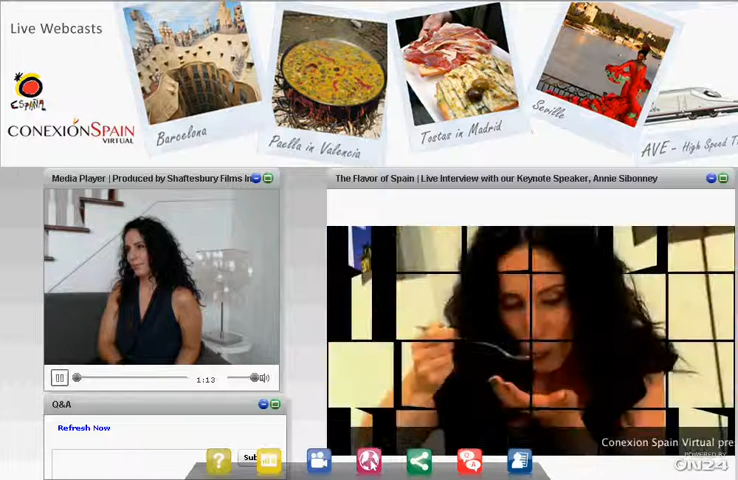 Live Webcasts
ESPAÑA
CONEXIÓNSPAIN
VIRTUAL
Barcelona
Paella in Valencia
Tostas in Madrid
Seville
AVE - High Speed T
Media Player | Produced by Shaftesbury Films In
The Flavor of Spain | Live Interview with our Keynote Speaker, Annie Sibonney
1:13
Q&A
Refresh Now
Sub
?
Q
A
Conexion Spain Virtual pre
POWERED BY
ON24